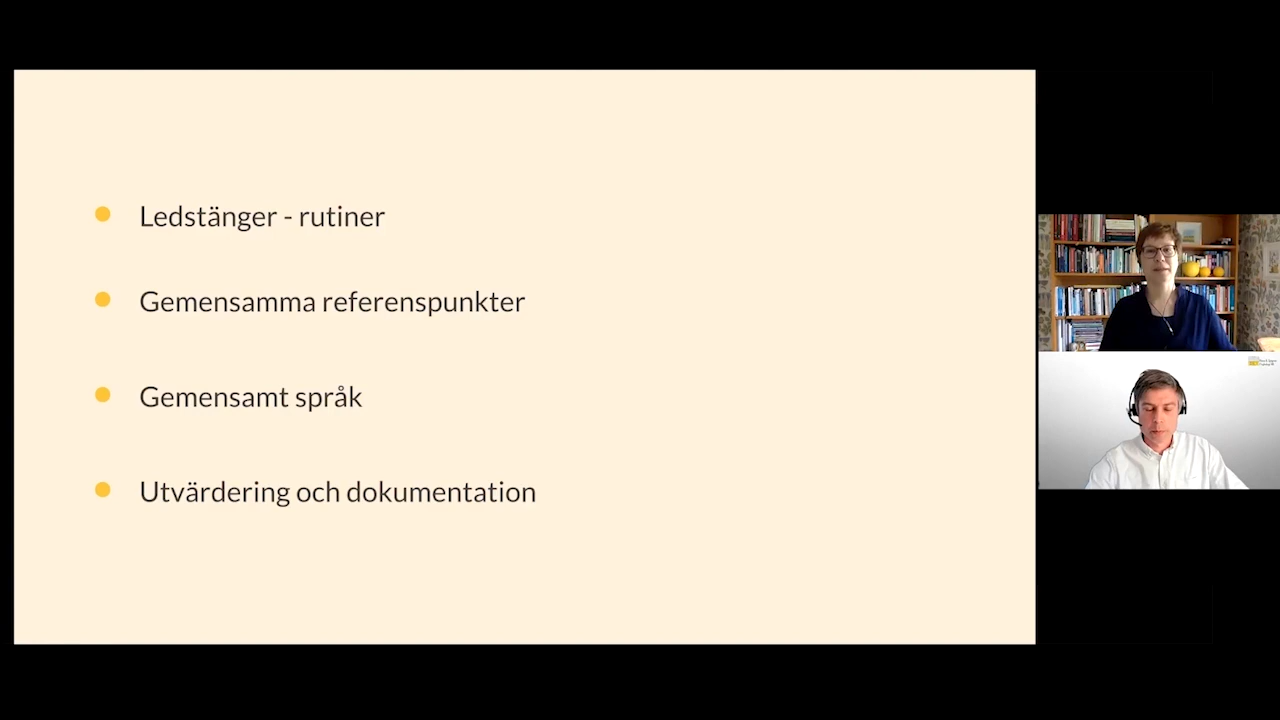 Ledstänger - rutiner
Gemensamma referenspunkter
Gemensamt språk
Utvärdering och dokumentation